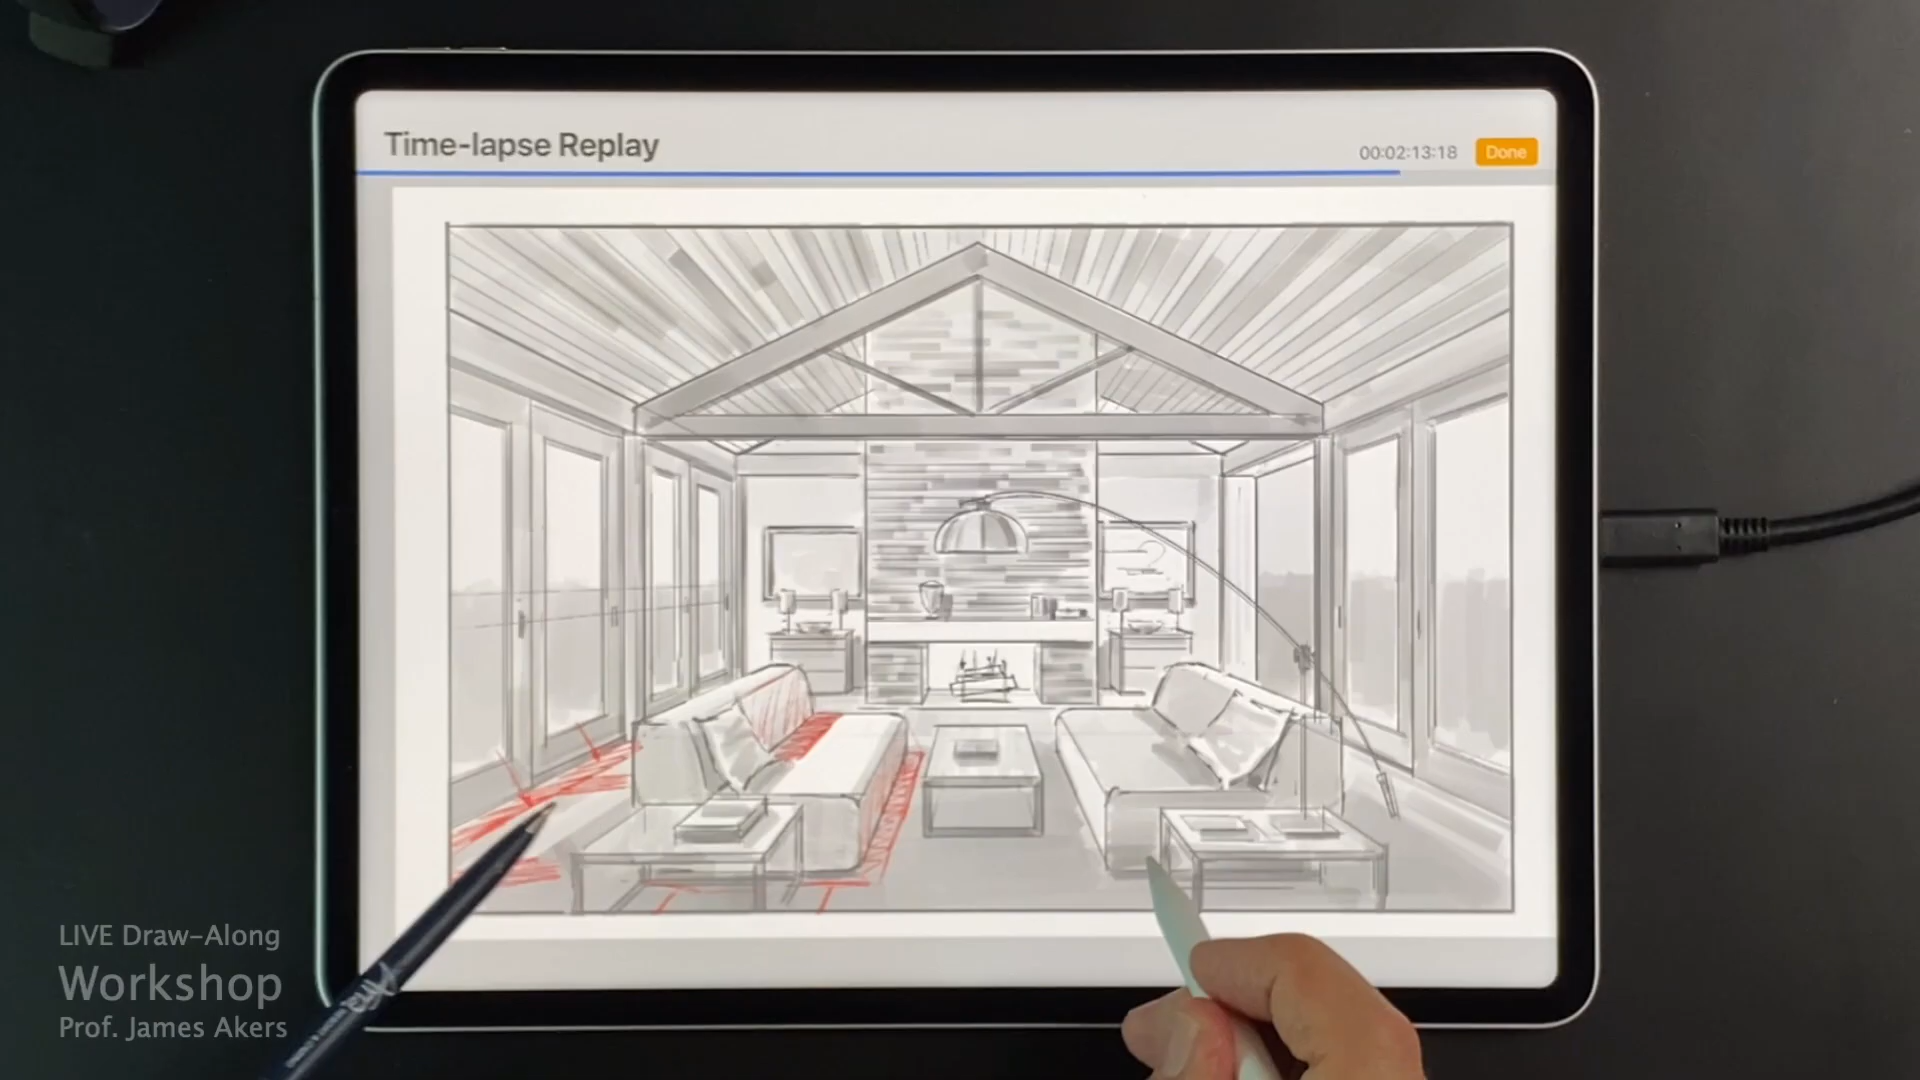 Time-lapse Replay
00:02:13:18
Done
LIVE Draw-Along
Workshop
Prof. James Akers